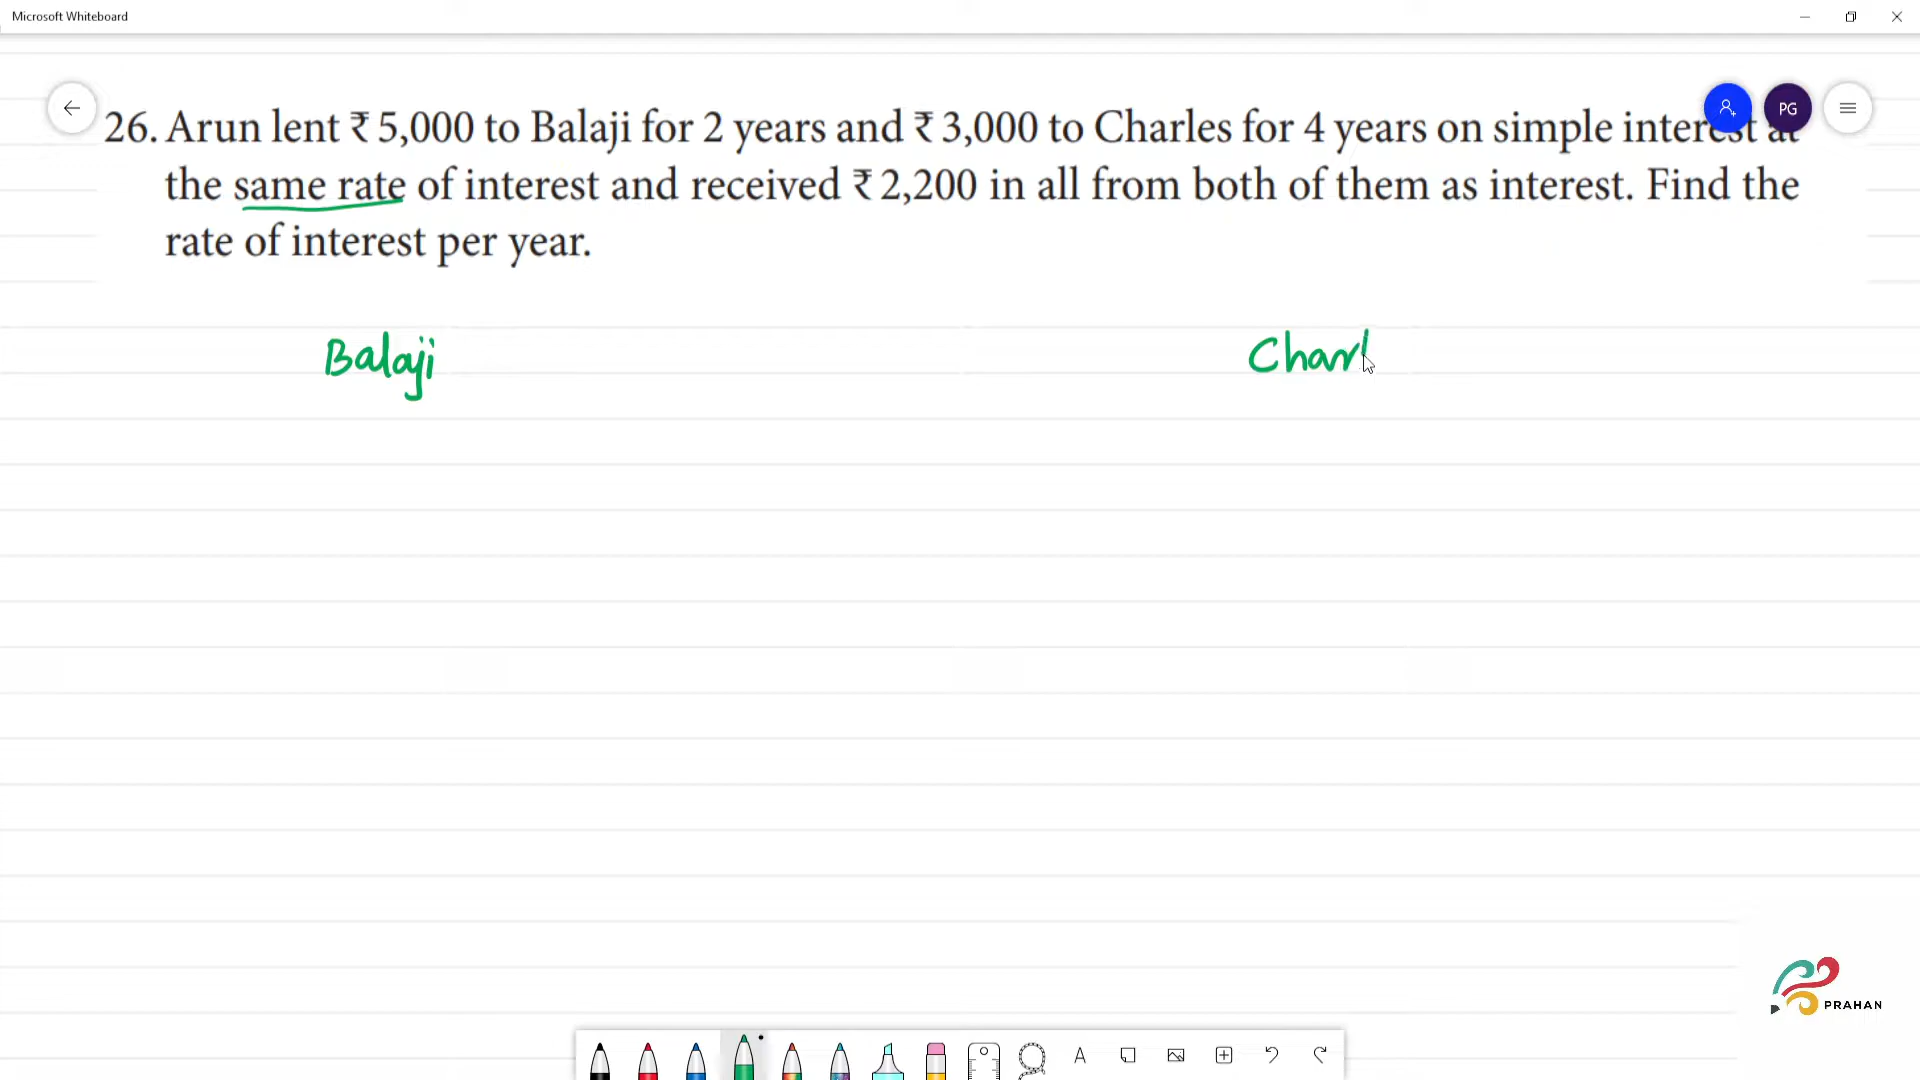 Microsoft Whiteboard
PG
26. Arun lent ₹ 5,000 to Balaji for 2 years and ₹ 3,000 to Charles for 4 years on simple interest at
the same rate of interest and received ₹ 2,200 in all from both of them as interest. Find the
rate of interest per year.
Balaji
Charl
A
PRAHAN